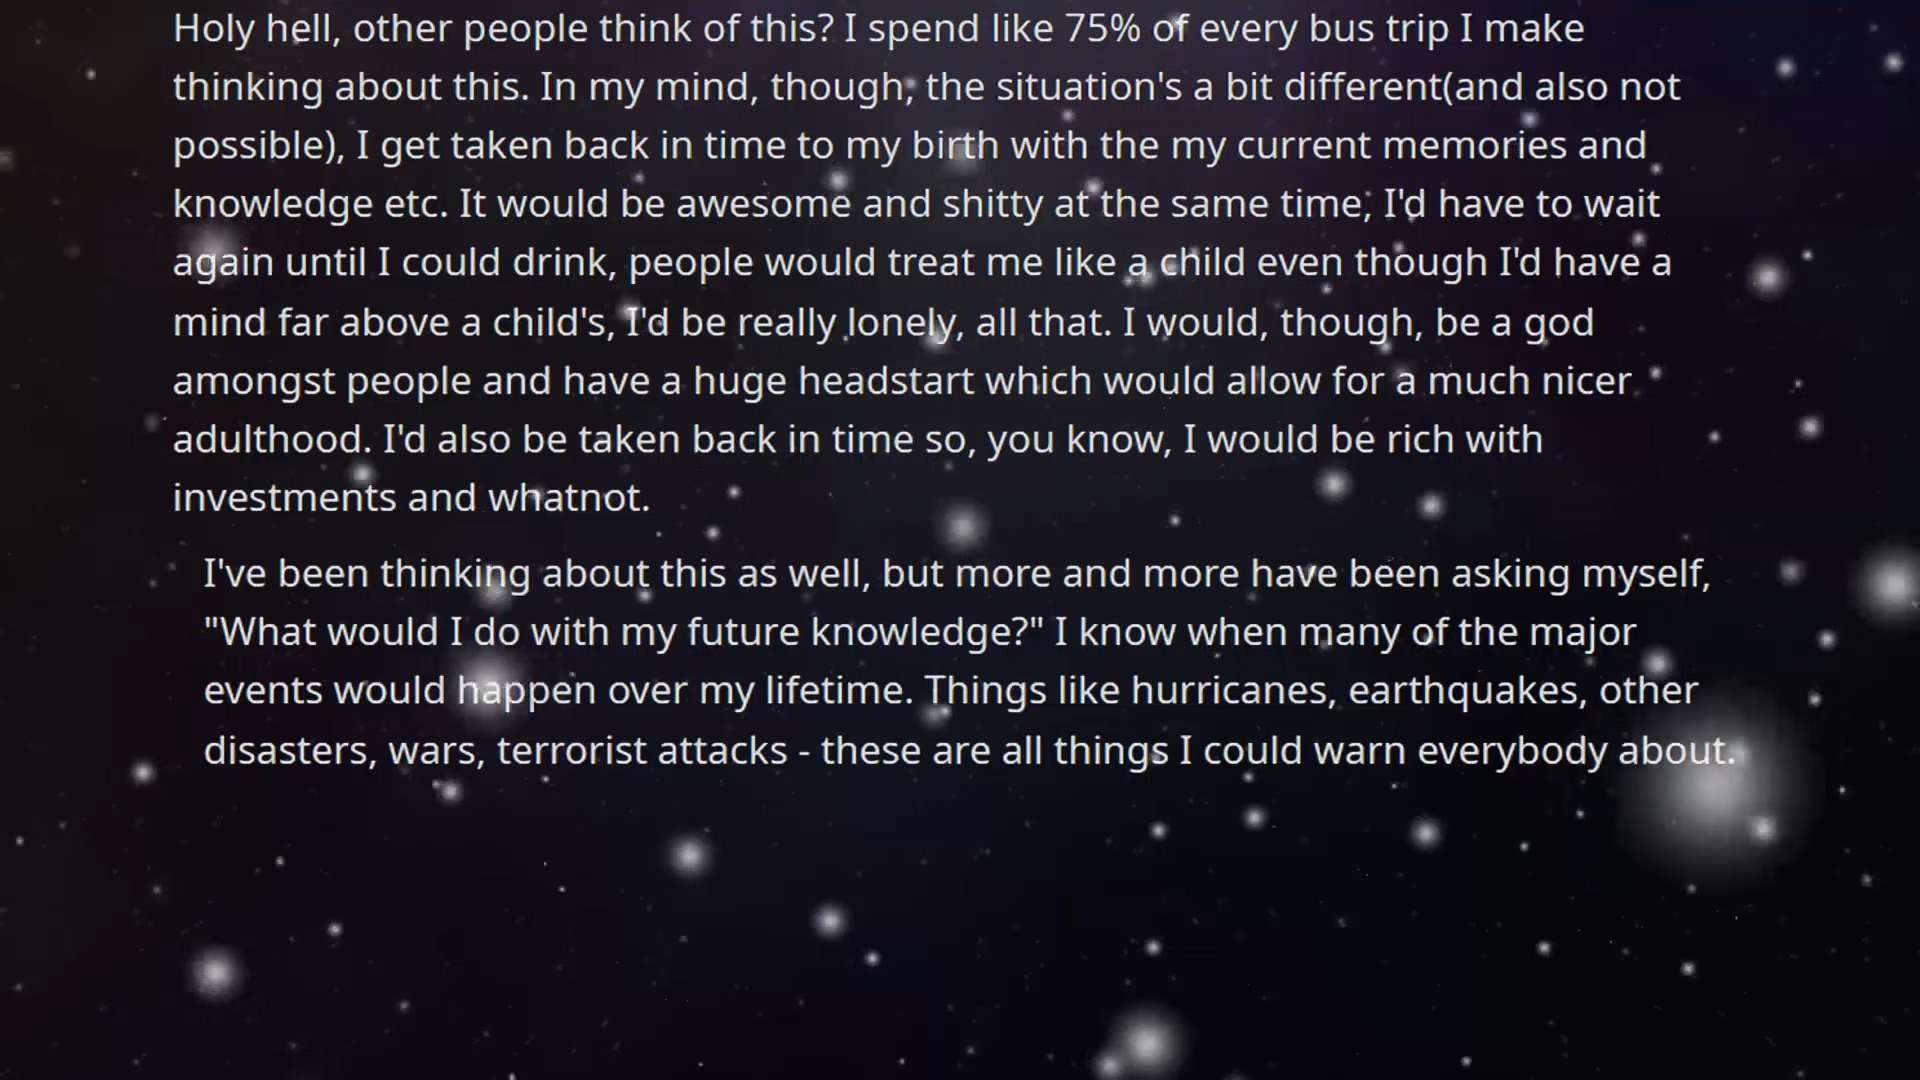 Holy hell, other people think of this? I spend like 75% of every bus trip I make
thinking about this. In my mind, though, the situation's a bit different(and also not
possible), I get taken back in time to my birth with the my current memories and
knowledge etc. It would be awesome and shitty at the same time; I'd have to wait
again until I could drink, people would treat me like a child even though I'd have a
mind far above a child's, I'd be really lonely, all that. I would, though, be a god
amongst people and have a huge headstart which would allow for a much nicer
adulthood. I'd also be taken back in time so, you know, I would be rich with
investments and whatnot.
I've been thinking about this as well, but more and more have been asking myself,
"What would I do with my future knowledge?" I know when many of the major
events would happen over my lifetime. Things like hurricanes, earthquakes, other
disasters, wars, terrorist attacks - these are all things I could warn everybody about.